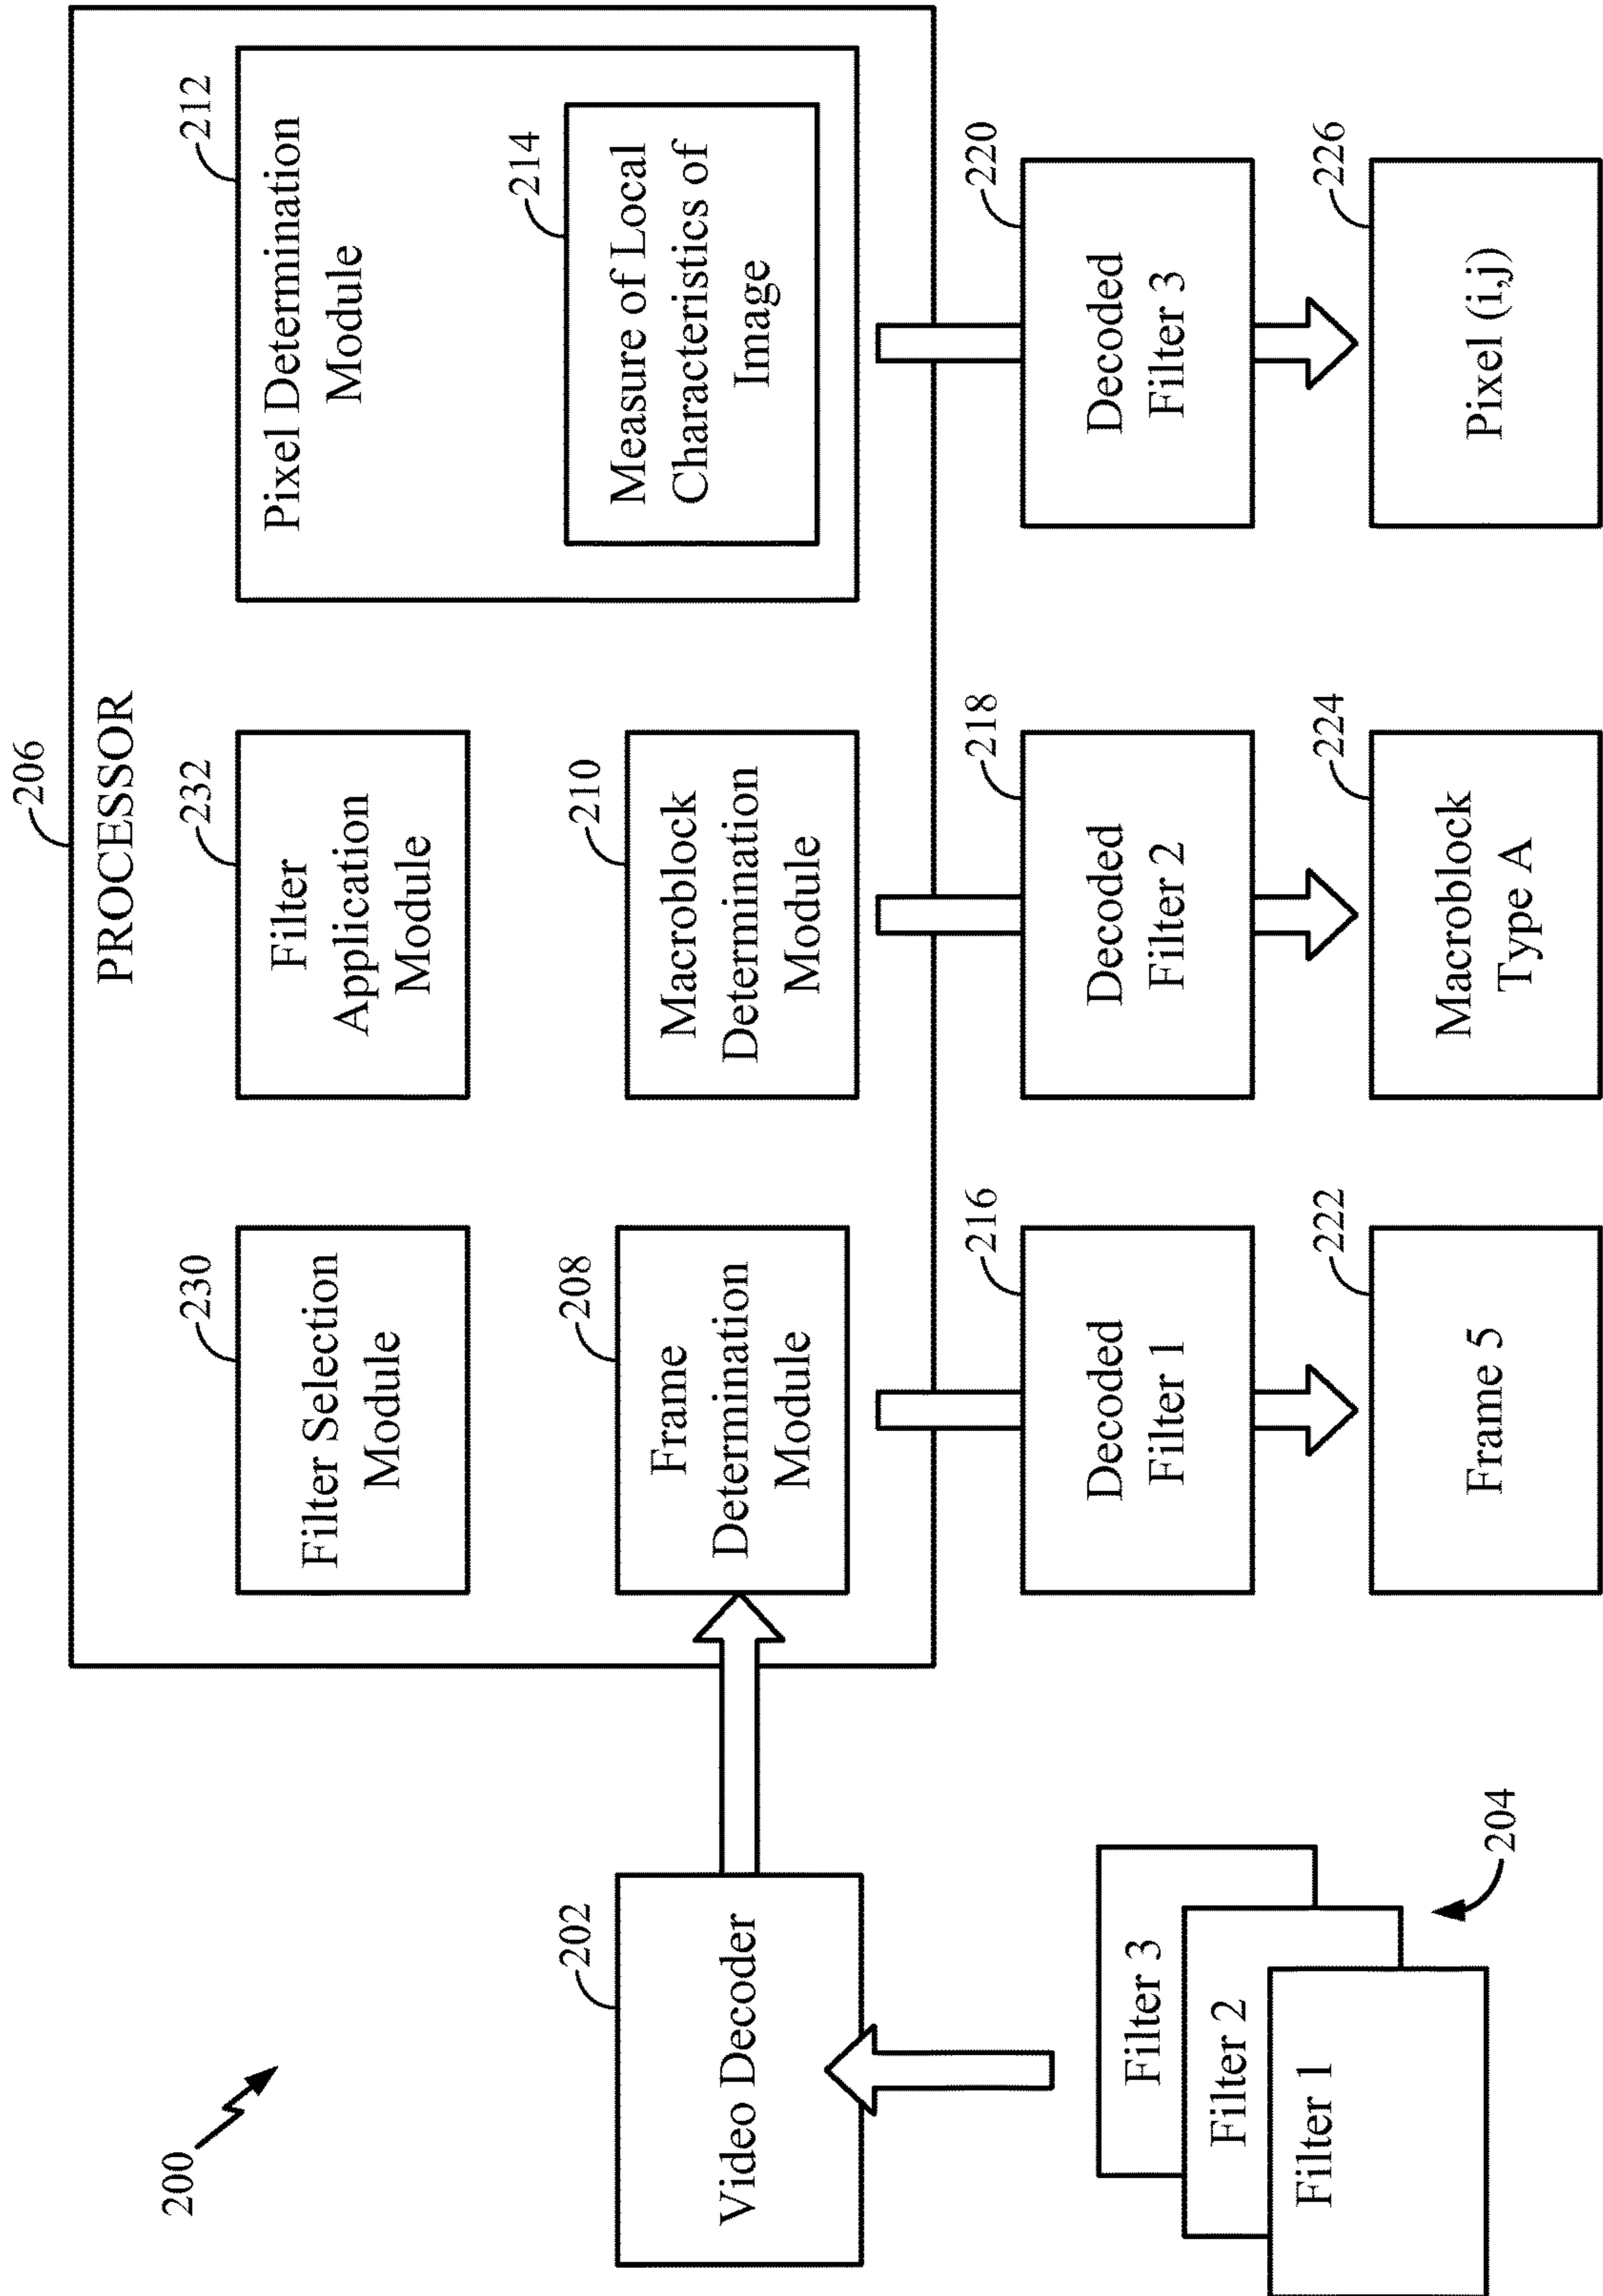 200
206
PROCESSOR
230
Filter Selection
Module
232
Filter
Application
Module
212
Pixel Determination
Module
214
Measure of Local
Characteristics of
Image
202
Video Decoder
208
Frame
Determination
Module
210
Macroblock
Determination
Module
216
Decoded
Filter 1
218
Decoded
Filter 2
220
Decoded
Filter 3
Filter 3
Filter 2
Filter 1
204
222
Frame 5
224
Macroblock
Type A
226
Pixel (i,j)